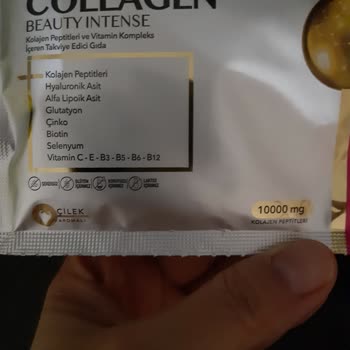 COLLAGEN
BEAUTY INTENSE
Kolajen Peptitleri ve Vitamin Kompleks
İçeren Takviye Edici Gıda
Kolajen Peptitleri
Hyaluronik Asit
Alfa Lipoik Asit
Glutatyon
Çinko
Biotin
Selenyum
Vitamin C - E - B3 - B5 - B6 - B12
ÇİLEK
AROMALI
10000 mg
KOLAJEN PEPTİTLERİ